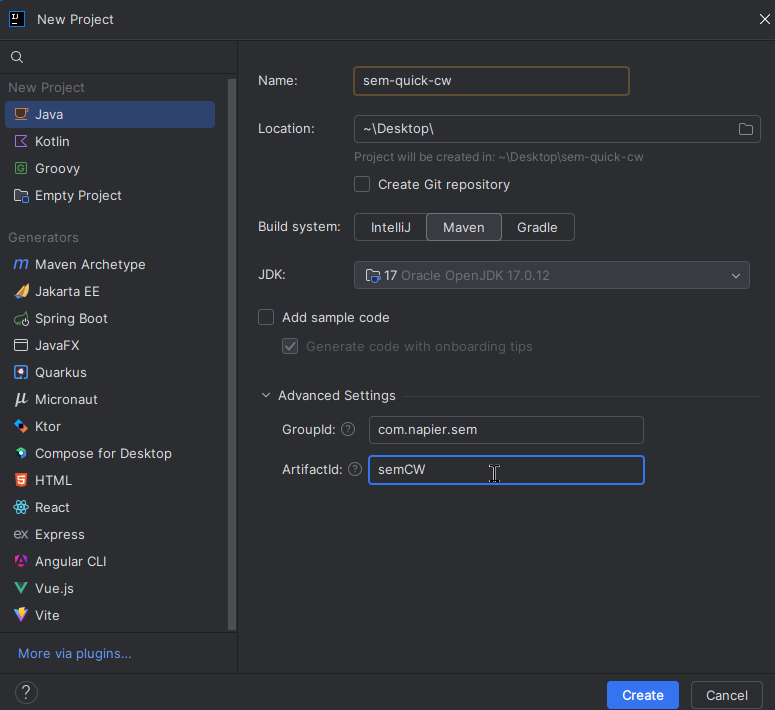 New Project
New Project
Java
Kotlin
Groovy
Empty Project
Generators
Maven Archetype
Jakarta EE
Spring Boot
JavaFX
Quarkus
Micronaut
Ktor
Compose for Desktop
HTML
React
Express
Angular CLI
Vue.js
Vite
More via plugins...
Name: sem-quick-cw
Location: ~\Desktop\
Project will be created in: ~\Desktop\sem-quick-cw
Create Git repository
Build system: IntelliJ Maven Gradle
JDK: 17 Oracle OpenJDK 17.0.12
Add sample code
Generate code with onboarding tips
Advanced Settings
GroupId: ? com.napier.sem
ArtifactId: ? semCW
?
Create Cancel